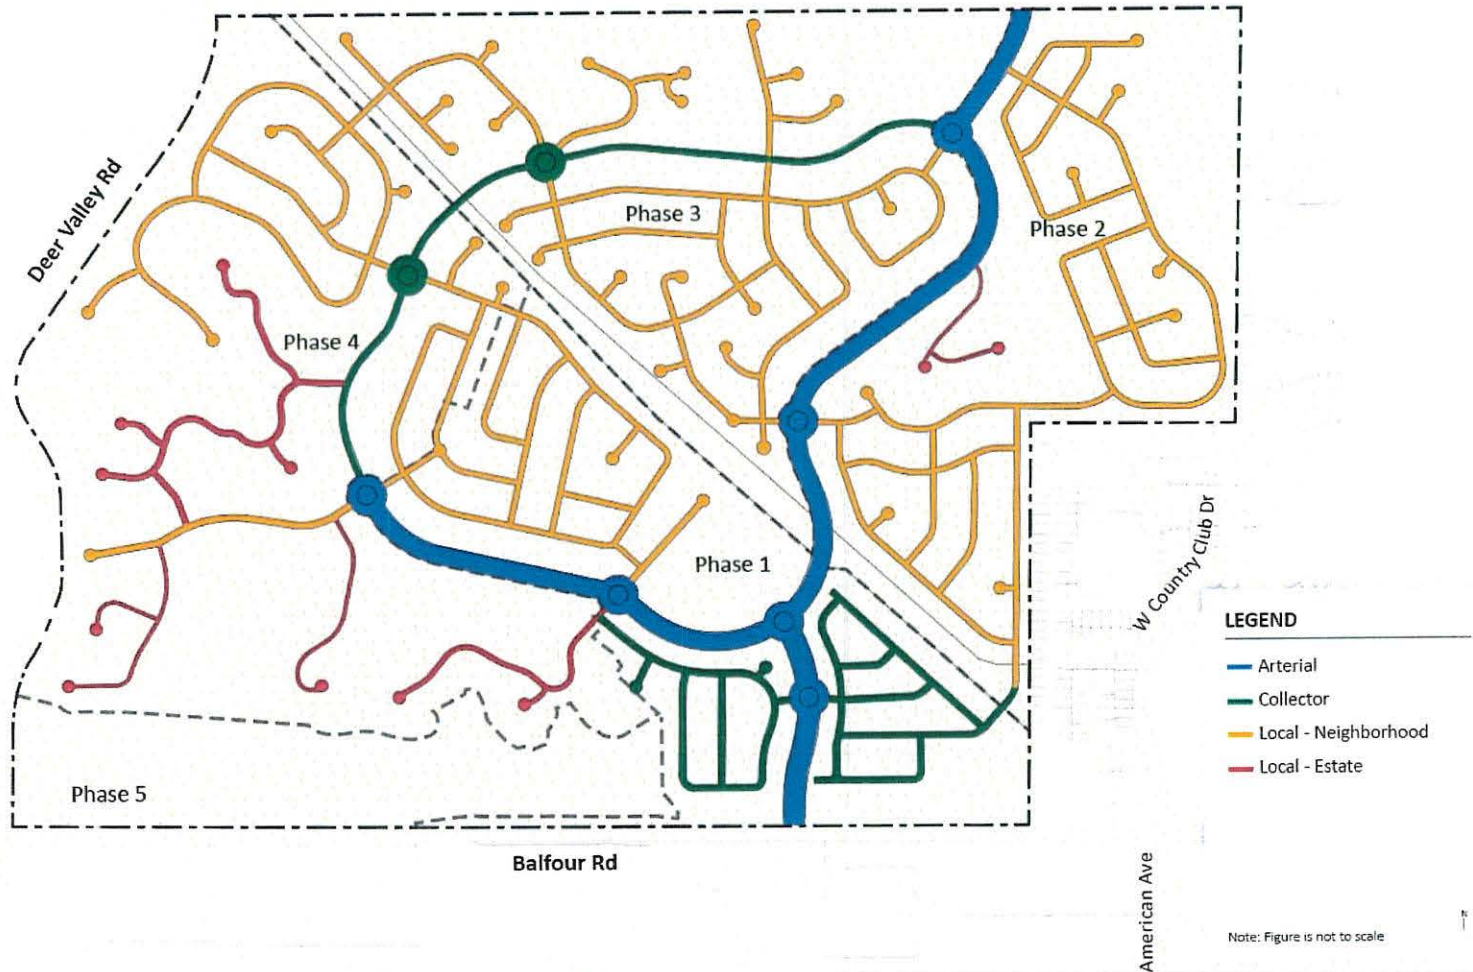 Deer Valley Rd
Phase 3
Phase 2
Phase 4
Phase 1
W Country Club Dr
LEGEND
Arterial
Collector
Local - Neighborhood
Local - Estate
Phase 5
Balfour Rd
American Ave
N
Note: Figure is not to scale